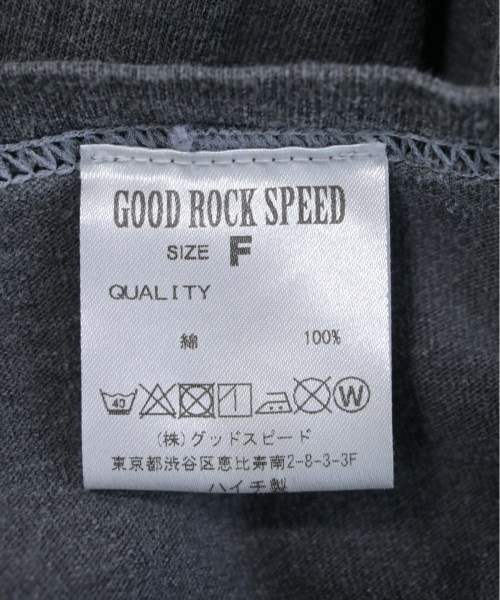 GOOD ROCK SPEED
SIZE F
QUALITY
綿 100%
40 W
(株)グッドスピード
東京都渋谷区恵比寿南2-8-3-3F
ハイチ製